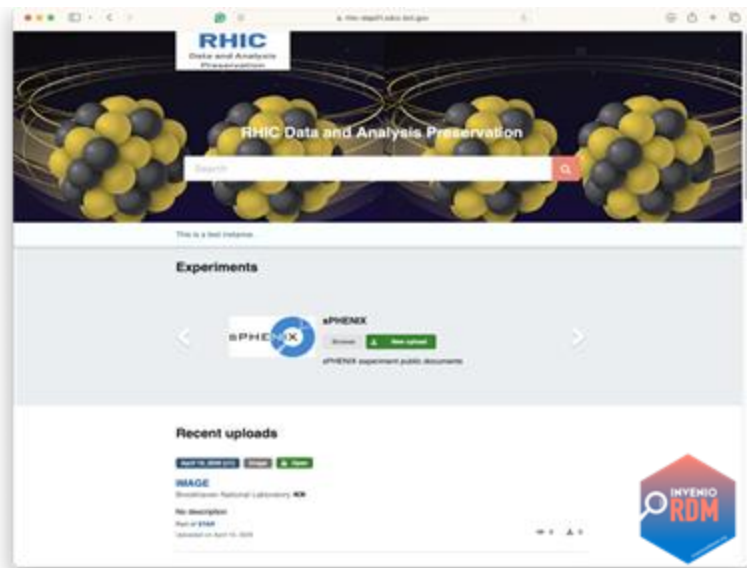 RHIC
Data and Analysis
Preservation
RHIC Data and Analysis Preservation
Search
This is a test instance.
Experiments
sPHENIX
sPHENIX
Browse
New upload
sPHENIX experiment public documents
Recent uploads
Image
Open
IMAGE
Brookhaven National Laboratory
No description
Part of STAR
INVENIO
RDM